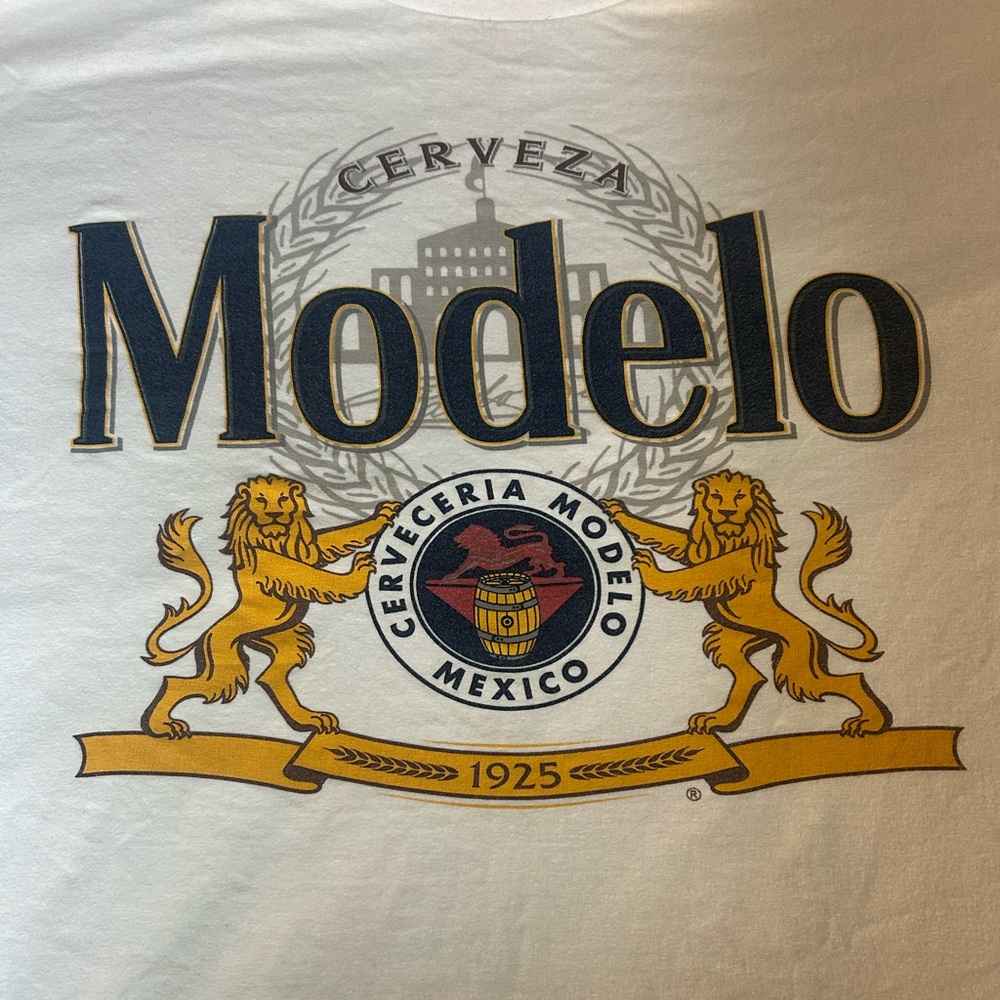 CERVEZA
Modelo
CERVECERIA MODELO
MEXICO
1925
®